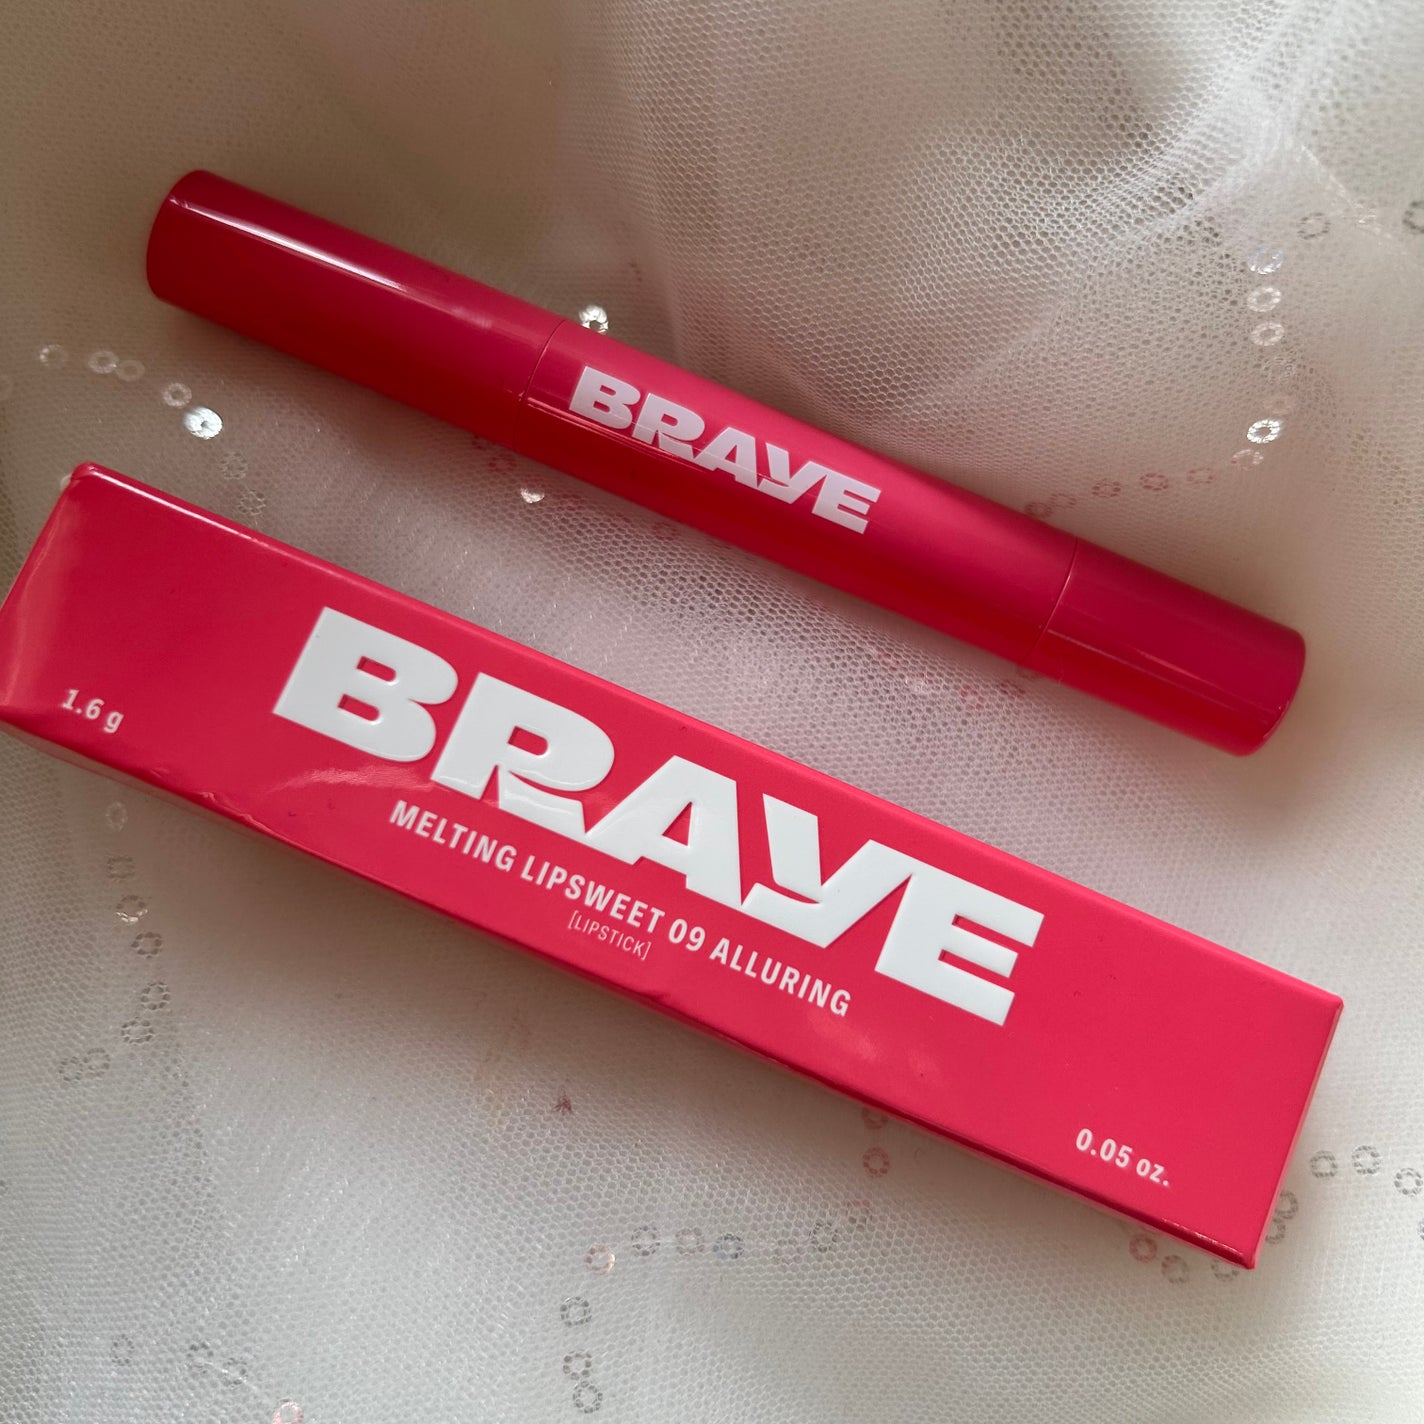 BRAYE
BRAYE
1.6 g
MELTING LIPSWEET 09 ALLURING
[LIPSTICK]
0.05 oz.